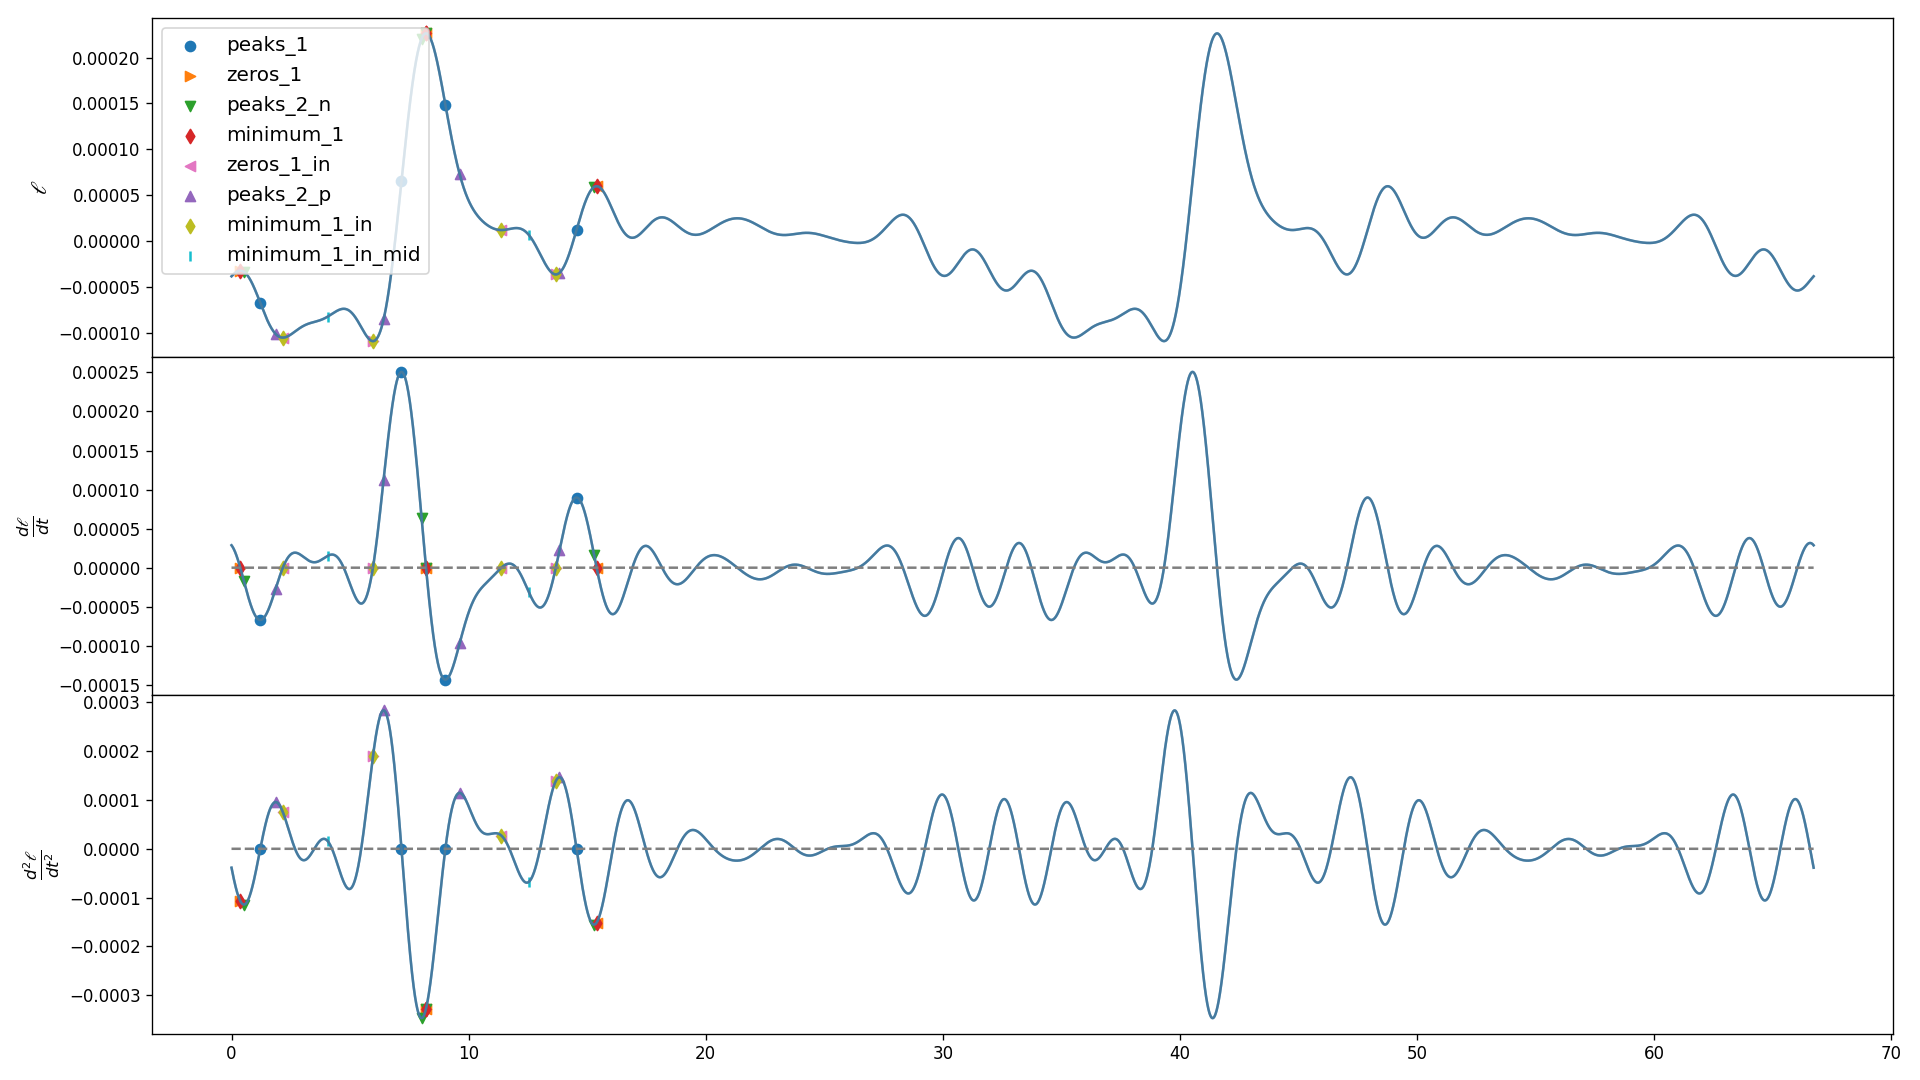 0.00020
0.00015
0.00010
0.00005
0.00000
−0.00005
−0.00010
ℓ
peaks_1
zeros_1
peaks_2_n
minimum_1
zeros_1_in
peaks_2_p
minimum_1_in
minimum_1_in_mid
0.00025
0.00020
0.00015
0.00010
0.00005
0.00000
−0.00005
−0.00010
−0.00015
dℓ
dt
0.0003
0.0002
0.0001
0.0000
−0.0001
−0.0002
−0.0003
d²ℓ
dt²
0 10 20 30 40 50 60 70